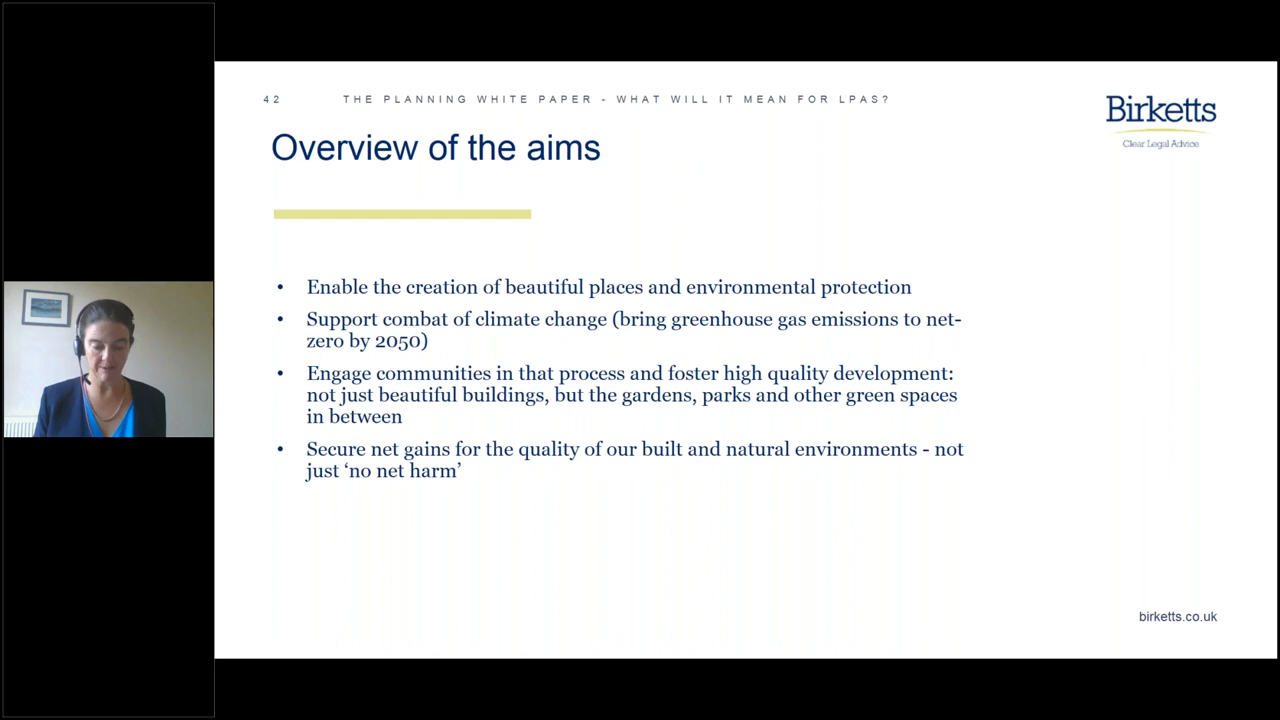 42 THE PLANNING WHITE PAPER - WHAT WILL IT MEAN FOR LPAS?
Birketts
Clear Legal Advice
Overview of the aims
• Enable the creation of beautiful places and environmental protection
• Support combat of climate change (bring greenhouse gas emissions to net-
zero by 2050)
• Engage communities in that process and foster high quality development:
not just beautiful buildings, but the gardens, parks and other green spaces
in between
• Secure net gains for the quality of our built and natural environments - not
just ‘no net harm’
birketts.co.uk